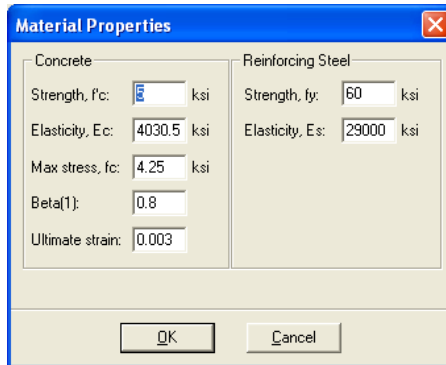 Material Properties
Concrete
Strength, f'c: 5 ksi
Elasticity, Ec: 4030.5 ksi
Max stress, fc: 4.25 ksi
Beta(1): 0.8
Ultimate strain: 0.003
Reinforcing Steel
Strength, fy: 60 ksi
Elasticity, Es: 29000 ksi
OK Cancel